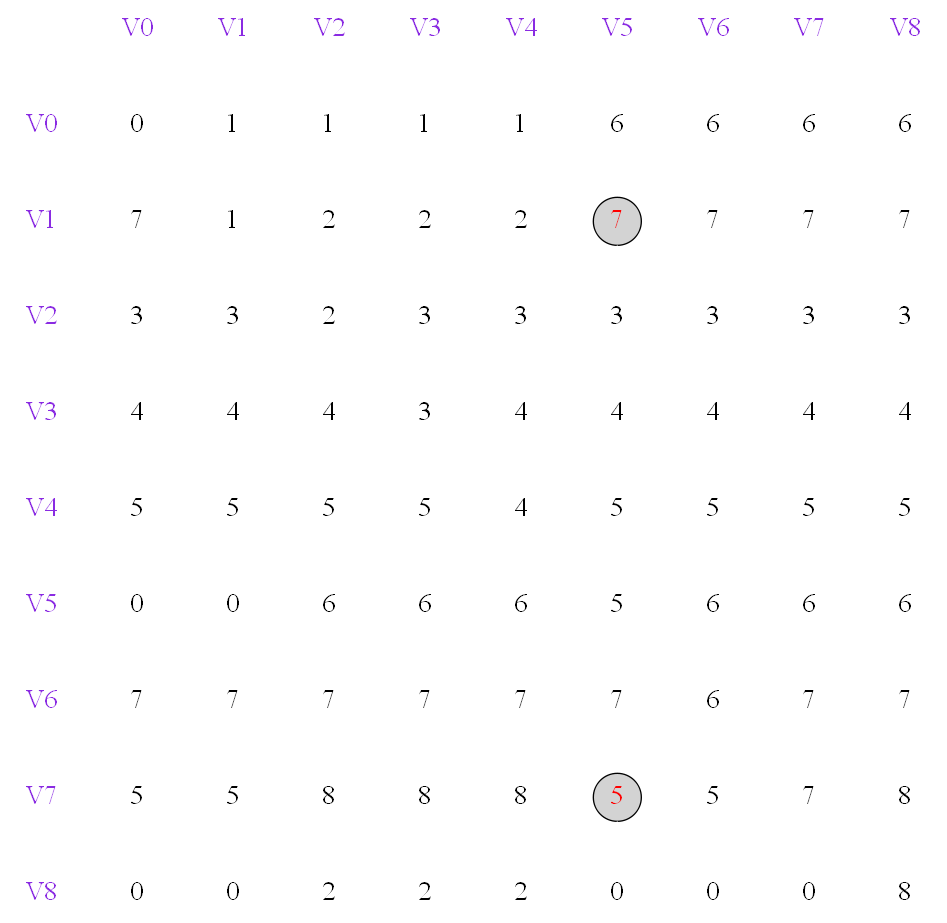 V0 V1 V2 V3 V4 V5 V6 V7 V8
V0 0 1 1 1 1 6 6 6 6
V1 7 1 2 2 2 7 7 7 7
V2 3 3 2 3 3 3 3 3 3
V3 4 4 4 3 4 4 4 4 4
V4 5 5 5 5 4 5 5 5 5
V5 0 0 6 6 6 5 6 6 6
V6 7 7 7 7 7 7 6 7 7
V7 5 5 8 8 8 5 5 7 8
V8 0 0 2 2 2 0 0 0 8